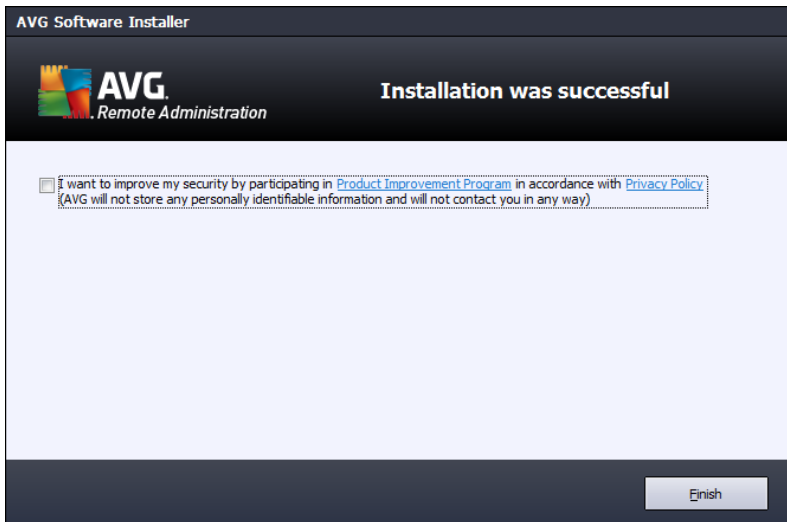 AVG Software Installer
AVG.
Remote Administration
Installation was successful
I want to improve my security by participating in Product Improvement Program in accordance with Privacy Policy
(AVG will not store any personally identifiable information and will not contact you in any way)
Finish